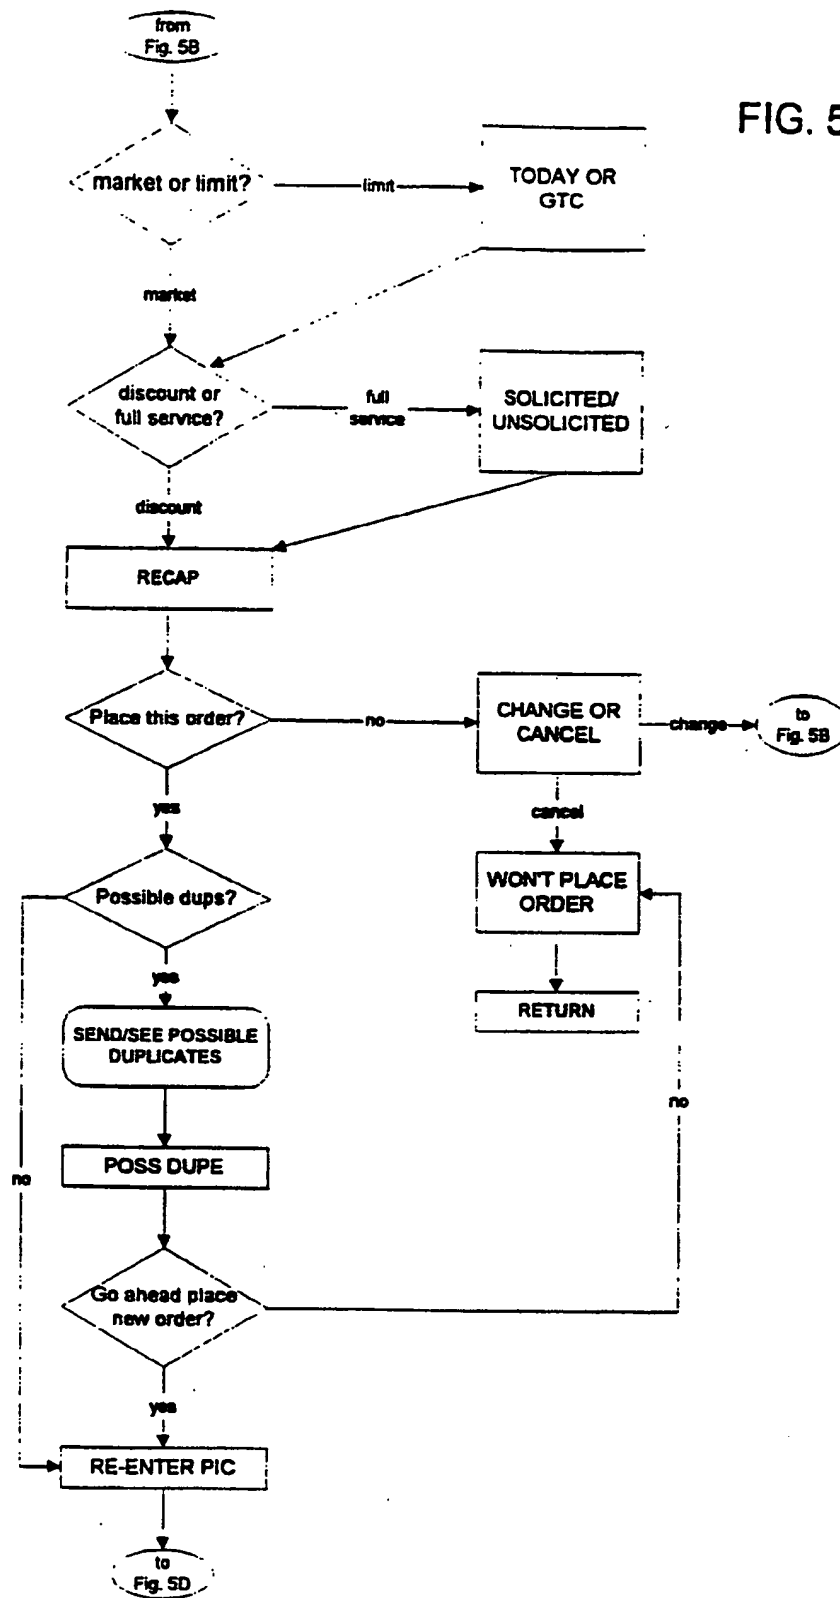 from
Fig. 5B
FIG. 5
market or limit?
limit
TODAY OR
GTC
market
discount or
full service?
full
service
SOLICITED/
UNSOLICITED
discount
RECAP
Place this order?
no
CHANGE OR
CANCEL
change
to
Fig. 5B
yes
cancel
Possible dups?
WON'T PLACE
ORDER
yes
RETURN
SEND/SEE POSSIBLE
DUPLICATES
no
POSS DUPE
no
Go ahead place
new order?
yes
RE-ENTER PIC
to
Fig. 5D